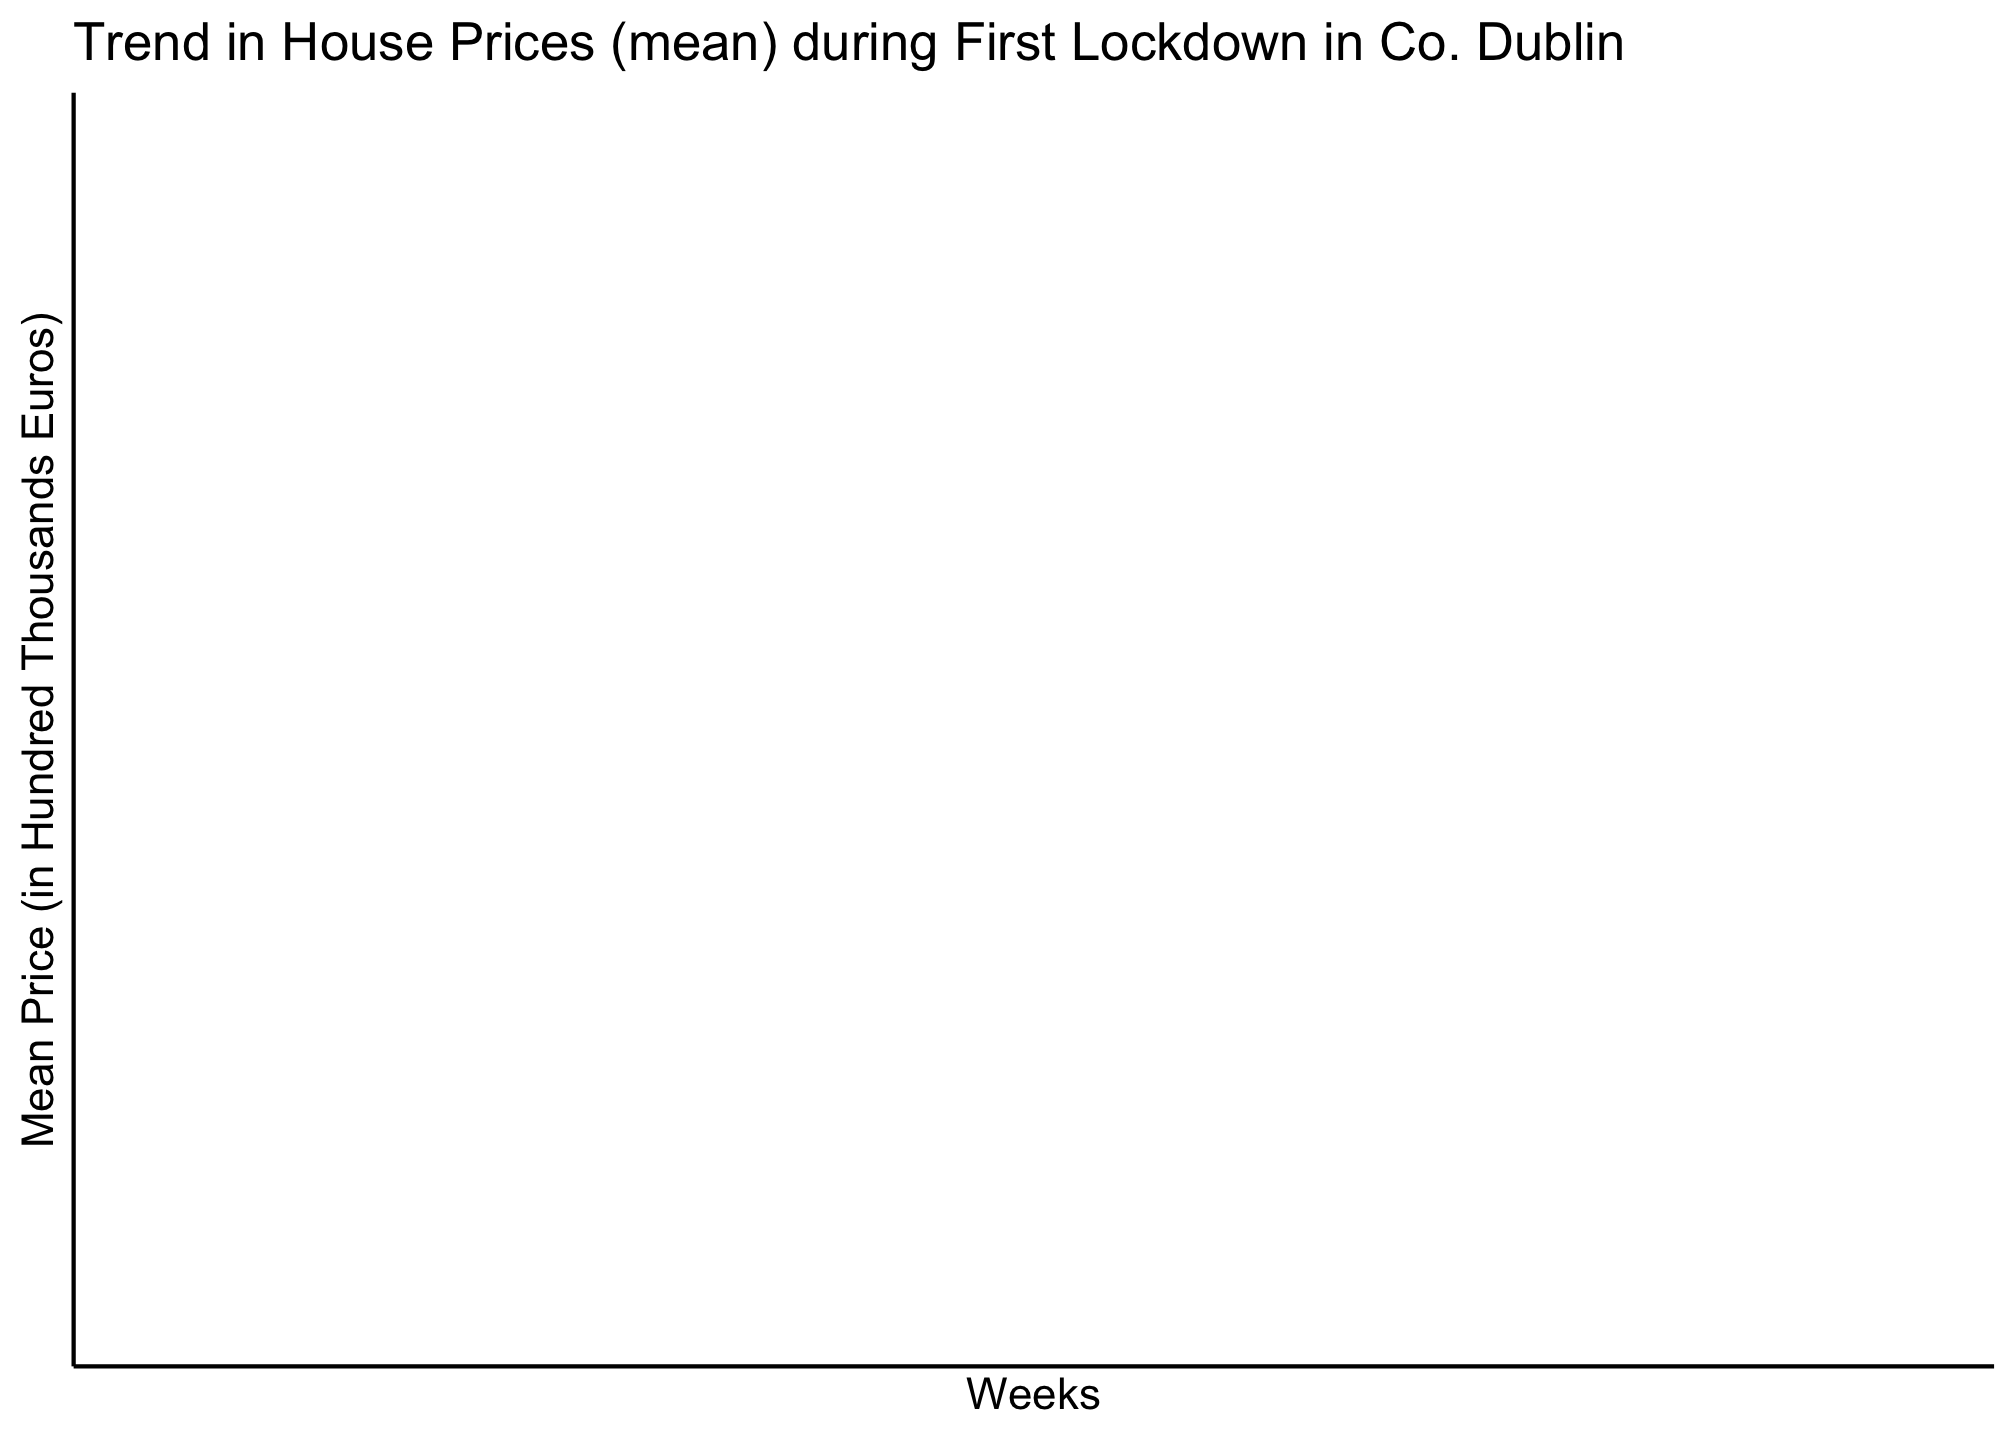 Trend in House Prices (mean) during First Lockdown in Co. Dublin
Mean Price (in Hundred Thousands Euros)
Weeks